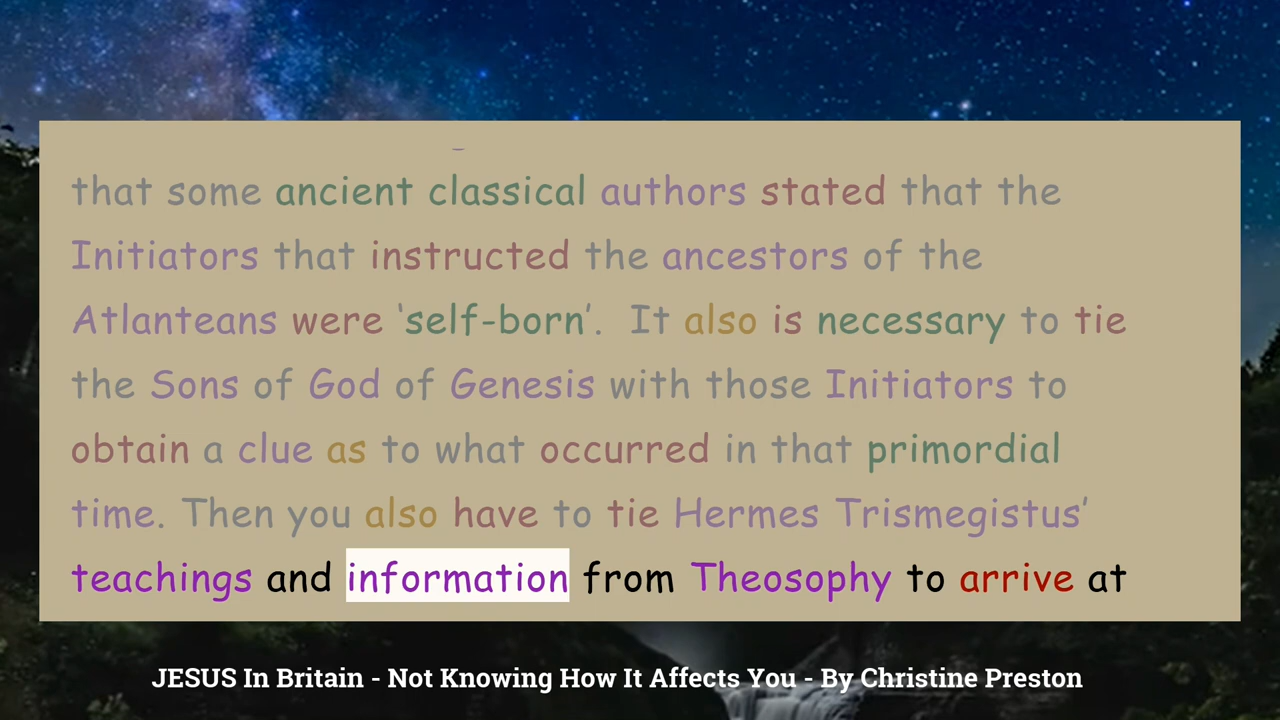 that some ancient classical authors stated that the
Initiators that instructed the ancestors of the
Atlanteans were ‘self-born’.  It also is necessary to tie
the Sons of God of Genesis with those Initiators to
obtain a clue as to what occurred in that primordial
time. Then you also have to tie Hermes Trismegistus’
teachings and information from Theosophy to arrive at
JESUS In Britain - Not Knowing How It Affects You - By Christine Preston